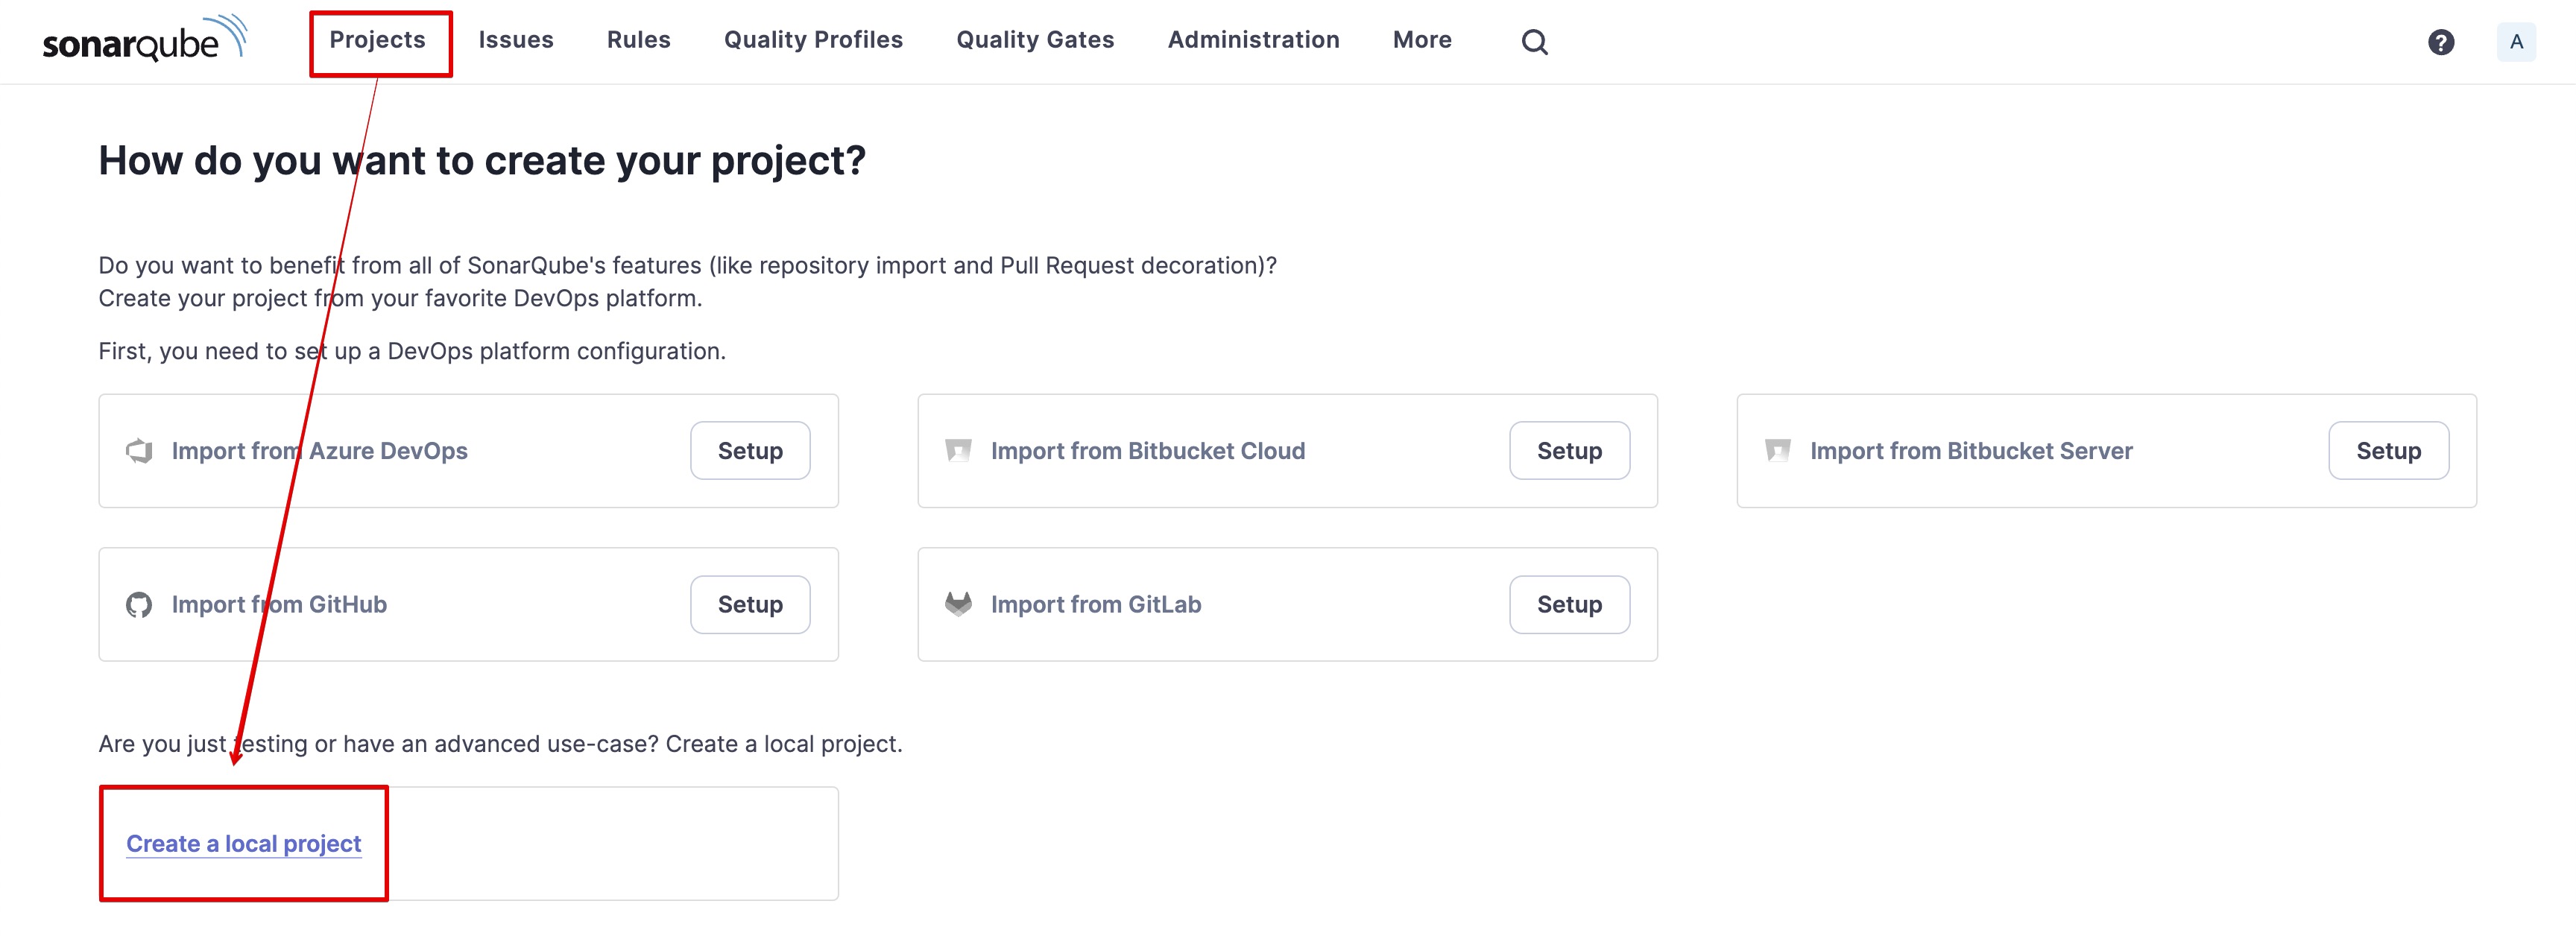 sonarqube
Projects
Issues
Rules
Quality Profiles
Quality Gates
Administration
More
?
A
How do you want to create your project?
Do you want to benefit from all of SonarQube's features (like repository import and Pull Request decoration)?
Create your project from your favorite DevOps platform.
First, you need to set up a DevOps platform configuration.
Import from Azure DevOps
Setup
Import from Bitbucket Cloud
Setup
Import from Bitbucket Server
Setup
Import from GitHub
Setup
Import from GitLab
Setup
Are you just testing or have an advanced use-case? Create a local project.
Create a local project